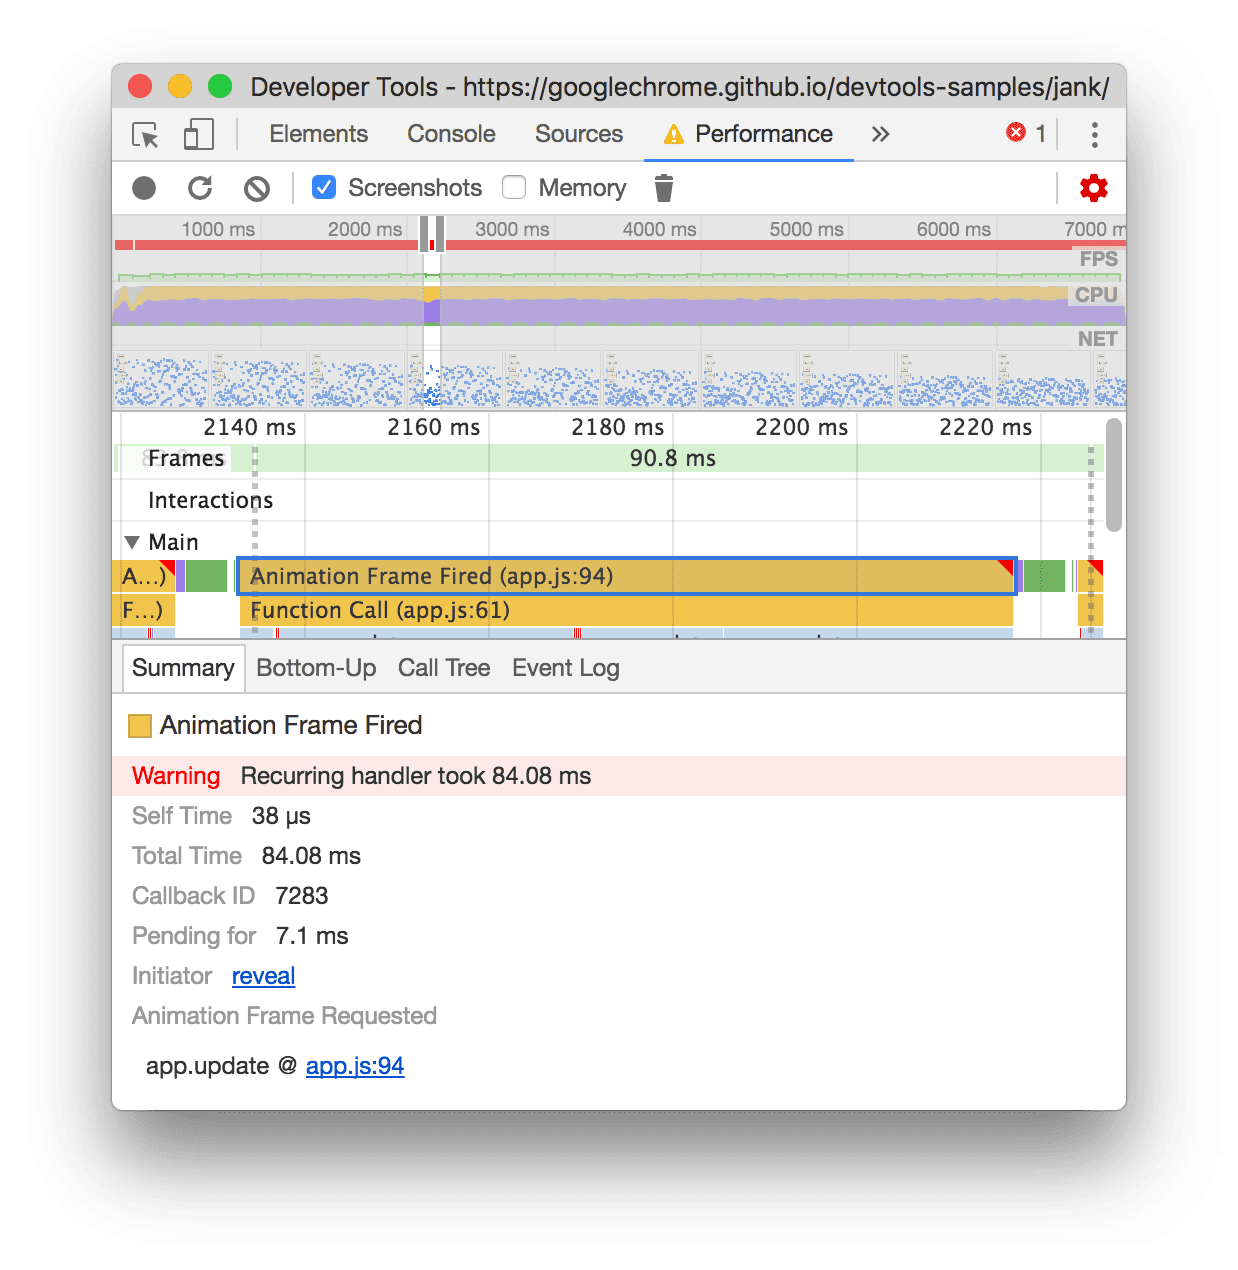 Developer Tools - https://googlechrome.github.io/devtools-samples/jank/
Elements Console Sources Performance » 1
Screenshots Memory
1000 ms 2000 ms 3000 ms 4000 ms 5000 ms 6000 ms 7000 m
FPS
CPU
NET
2140 ms 2160 ms 2180 ms 2200 ms 2220 ms
Frames 90.8 ms
Interactions
Main
A...) Animation Frame Fired (app.js:94)
F...) Function Call (app.js:61)
Summary Bottom-Up Call Tree Event Log
Animation Frame Fired
Warning Recurring handler took 84.08 ms
Self Time 38 µs
Total Time 84.08 ms
Callback ID 7283
Pending for 7.1 ms
Initiator reveal
Animation Frame Requested
app.update @ app.js:94